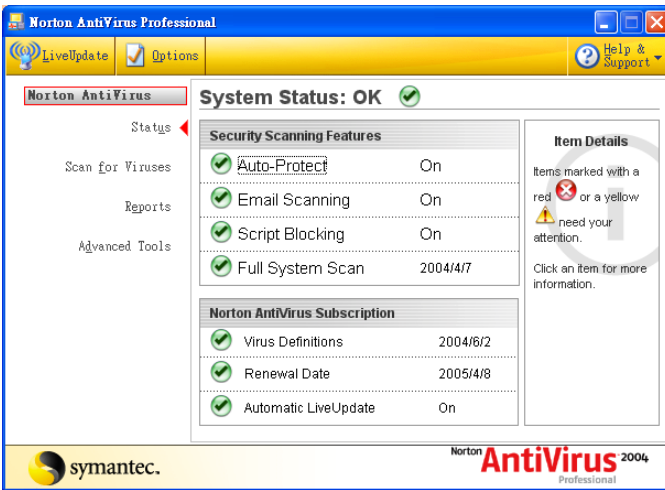 Norton AntiVirus Professional
LiveUpdate
Options
Help & Support
Norton AntiVirus
Status
Scan for Viruses
Reports
Advanced Tools
System Status: OK
Security Scanning Features
Auto-Protect On
Email Scanning On
Script Blocking On
Full System Scan 2004/4/7
Norton AntiVirus Subscription
Virus Definitions 2004/6/2
Renewal Date 2005/4/8
Automatic LiveUpdate On
Item Details
Items marked with a
red or a yellow
need your
attention.
Click an item for more
information.
symantec.
Norton AntiVirus 2004
Professional